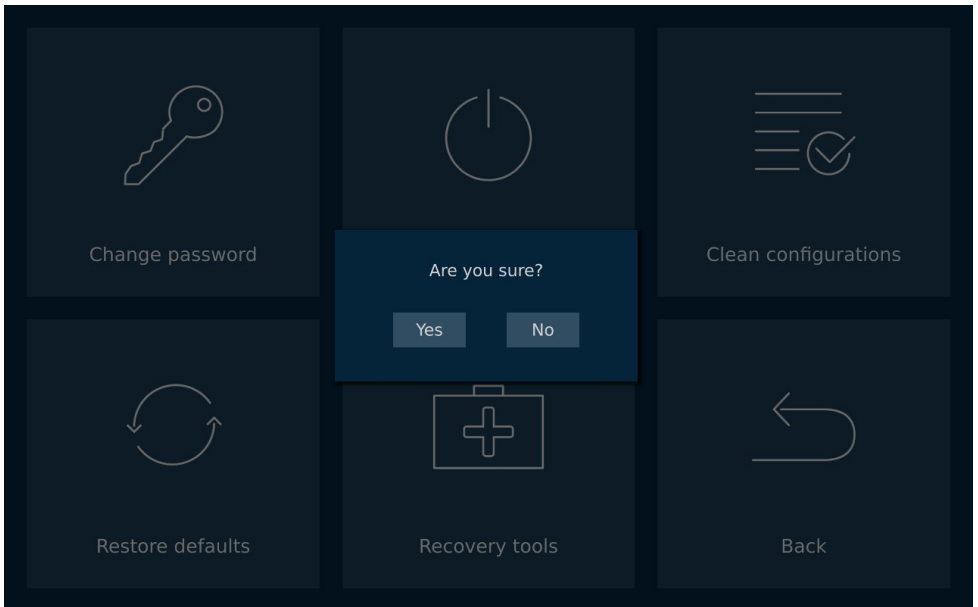 Change password
Clean configurations
Are you sure?
Yes
No
Restore defaults
Recovery tools
Back